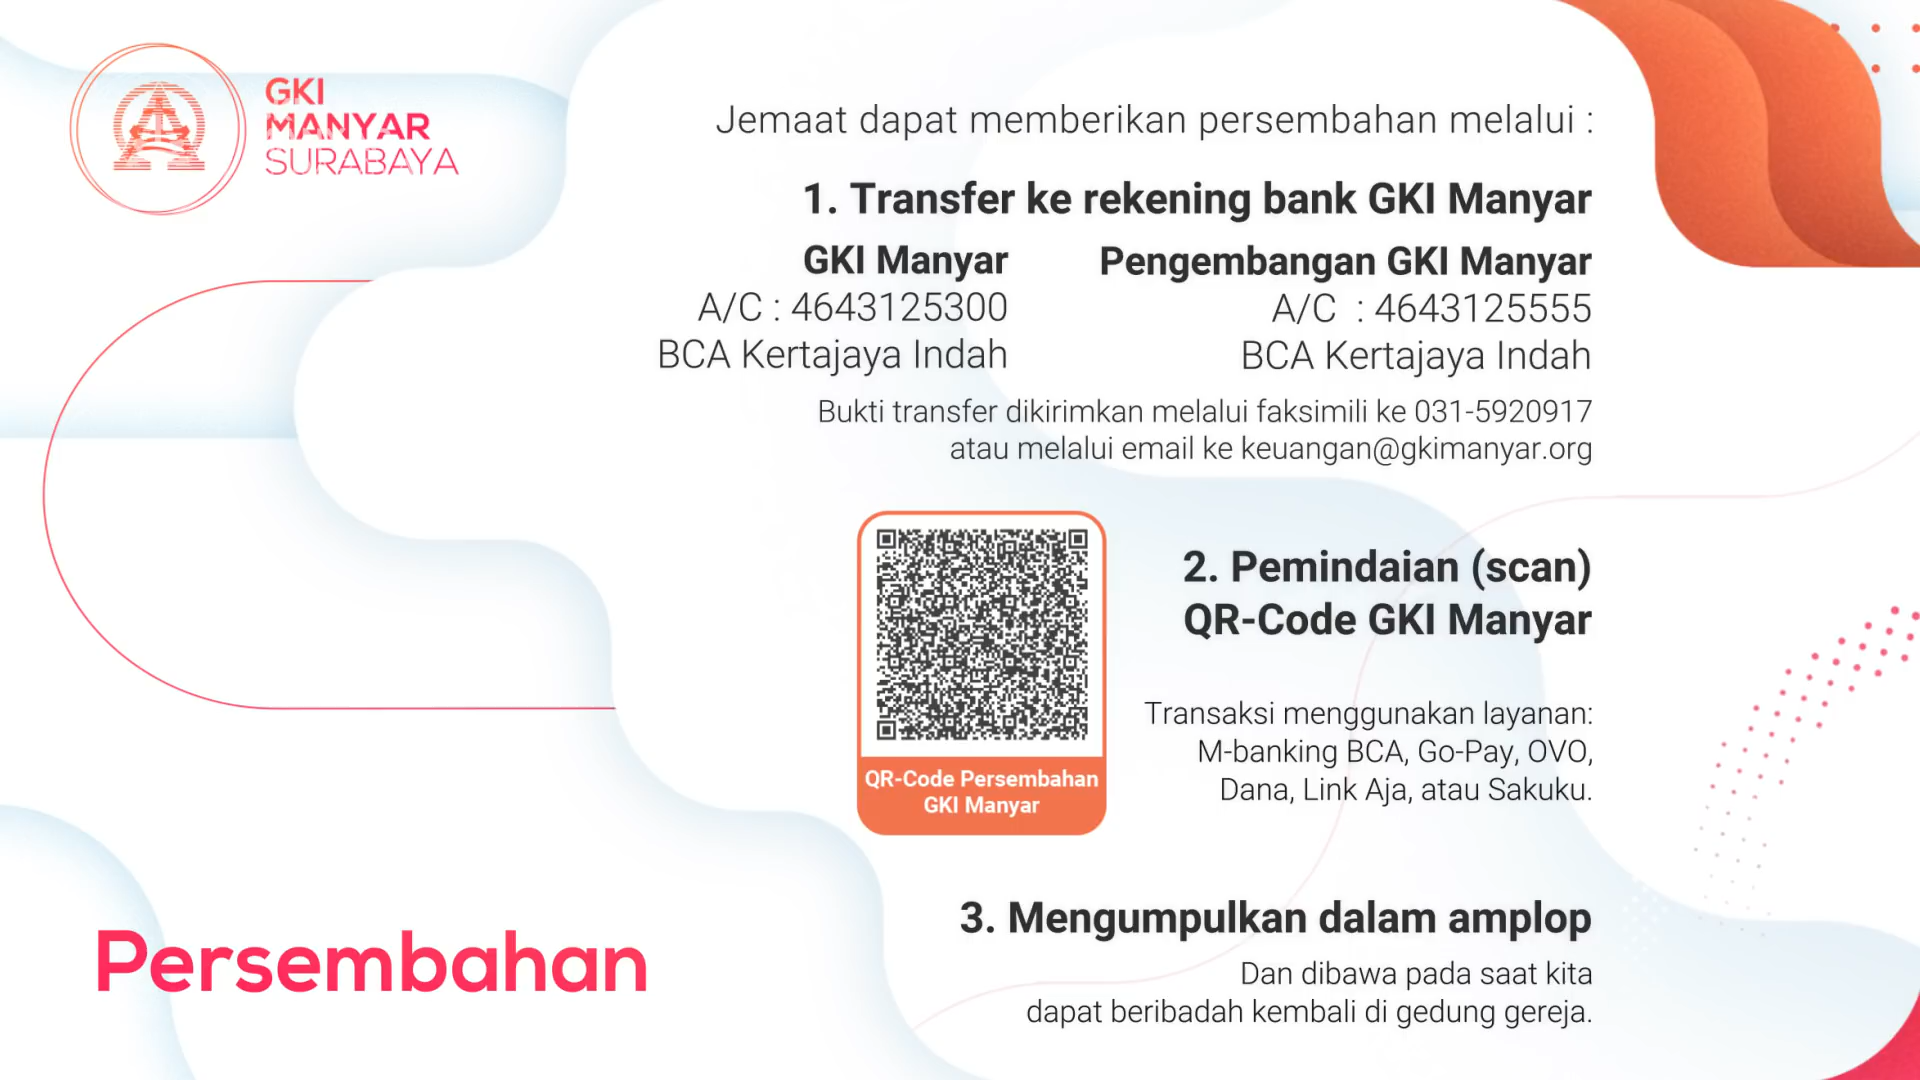 GKI
MANYAR
SURABAYA
Jemaat dapat memberikan persembahan melalui :
1. Transfer ke rekening bank GKI Manyar
GKI Manyar
A/C : 4643125300
BCA Kertajaya Indah
Pengembangan GKI Manyar
A/C : 4643125555
BCA Kertajaya Indah
Bukti transfer dikirimkan melalui faksimili ke 031-5920917
atau melalui email ke keuangan@gkimanyar.org
QR-Code Persembahan
GKI Manyar
2. Pemindaian (scan)
QR-Code GKI Manyar
Transaksi menggunakan layanan:
M-banking BCA, Go-Pay, OVO,
Dana, Link Aja, atau Sakuku.
3. Mengumpulkan dalam amplop
Dan dibawa pada saat kita
dapat beribadah kembali di gedung gereja.
Persembahan